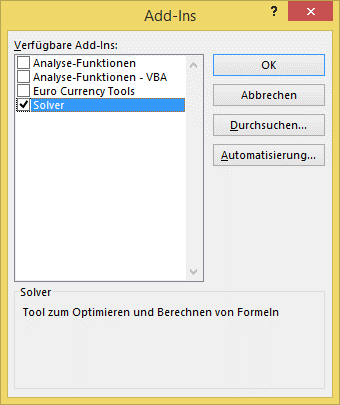 Add-Ins
Verfügbare Add-Ins:
Analyse-Funktionen
Analyse-Funktionen - VBA
Euro Currency Tools
Solver
OK
Abbrechen
Durchsuchen...
Automatisierung...
Solver
Tool zum Optimieren und Berechnen von Formeln